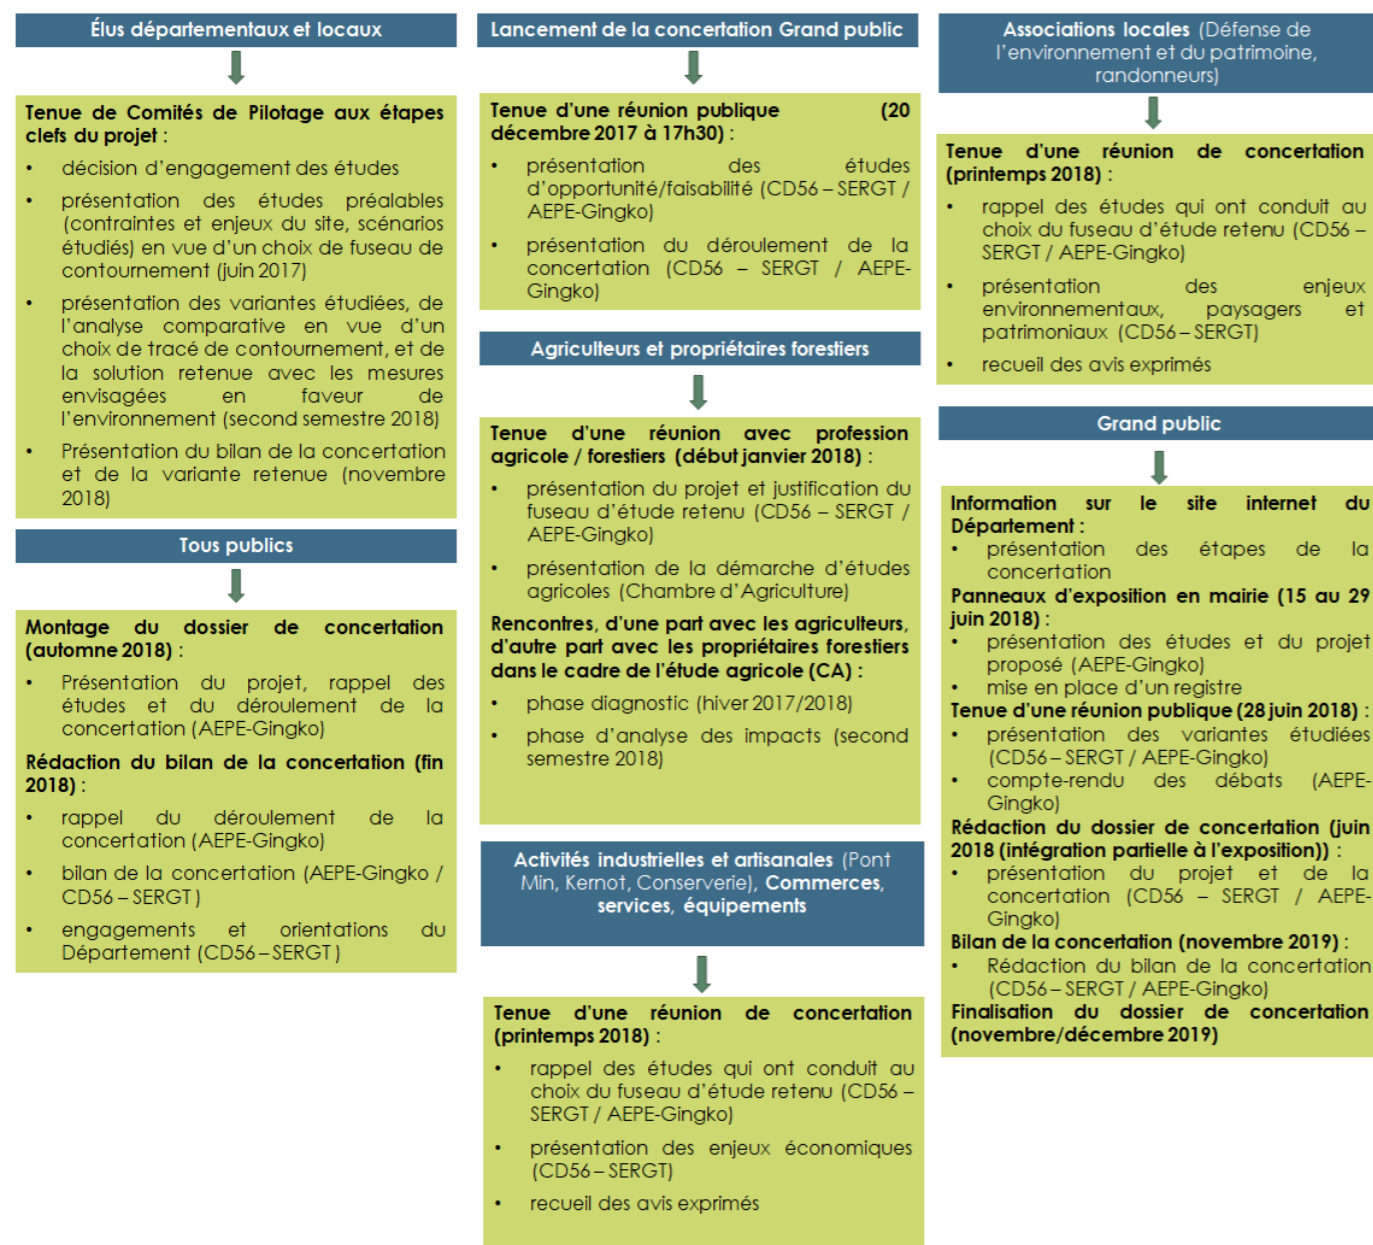 Élus départementaux et locaux
Tenue de Comités de Pilotage aux étapes
clefs du projet :
• décision d'engagement des études
• présentation des études préalables
(contraintes et enjeux du site, scénarios
étudiés) en vue d'un choix de fuseau de
contournement (juin 2017)
• présentation des variantes étudiées, de
l'analyse comparative en vue d'un
choix de tracé de contournement, et de
la solution retenue avec les mesures
envisagées en faveur de
l'environnement (second semestre 2018)
• Présentation du bilan de la concertation
et de la variante retenue (novembre
2018)
Tous publics
Montage du dossier de concertation
(automne 2018) :
• Présentation du projet, rappel des
études et du déroulement de la
concertation (AEPE-Gingko)
Rédaction du bilan de la concertation (fin
2018) :
• rappel du déroulement de la
concertation (AEPE-Gingko)
• bilan de la concertation (AEPE-Gingko /
CD56 – SERGT )
• engagements et orientations du
Département (CD56 – SERGT )
Lancement de la concertation Grand public
Tenue d'une réunion publique (20
décembre 2017 à 17h30) :
• présentation des études
d'opportunité/faisabilité (CD56 – SERGT /
AEPE-Gingko)
• présentation du déroulement de la
concertation (CD56 – SERGT / AEPE-
Gingko)
Agriculteurs et propriétaires forestiers
Tenue d'une réunion avec profession
agricole / forestiers (début janvier 2018) :
• présentation du projet et justification du
fuseau d'étude retenu (CD56 – SERGT /
AEPE-Gingko)
• présentation de la démarche d'études
agricoles (Chambre d'Agriculture)
Rencontres, d'une part avec les agriculteurs,
d'autre part avec les propriétaires forestiers
dans le cadre de l'étude agricole (CA) :
• phase diagnostic (hiver 2017/2018)
• phase d'analyse des impacts (second
semestre 2018)
Activités industrielles et artisanales (Pont
Min, Kernot, Conserverie), Commerces,
services, équipements
Tenue d'une réunion de concertation
(printemps 2018) :
• rappel des études qui ont conduit au
choix du fuseau d'étude retenu (CD56 –
SERGT / AEPE-Gingko)
• présentation des enjeux économiques
(CD56 – SERGT)
• recueil des avis exprimés
Associations locales (Défense de
l'environnement et du patrimoine,
randonneurs)
Tenue d'une réunion de concertation
(printemps 2018) :
• rappel des études qui ont conduit au
choix du fuseau d'étude retenu (CD56 –
SERGT / AEPE-Gingko)
• présentation des enjeux
environnementaux, paysagers et
patrimoniaux (CD56 – SERGT)
• recueil des avis exprimés
Grand public
Information sur le site internet du
Département :
• présentation des étapes de la
concertation
Panneaux d'exposition en mairie (15 au 29
juin 2018) :
• présentation des études et du projet
proposé (AEPE-Gingko)
• mise en place d'un registre
Tenue d'une réunion publique (28 juin 2018) :
• présentation des variantes étudiées
(CD56 – SERGT / AEPE-Gingko)
• compte-rendu des débats (AEPE-
Gingko)
Rédaction du dossier de concertation (juin
2018 (intégration partielle à l'exposition)) :
• présentation du projet et de la
concertation (CD56 – SERGT / AEPE-
Gingko)
Bilan de la concertation (novembre 2019) :
• Rédaction du bilan de la concertation
(CD56 – SERGT / AEPE-Gingko)
Finalisation du dossier de concertation
(novembre/décembre 2019)